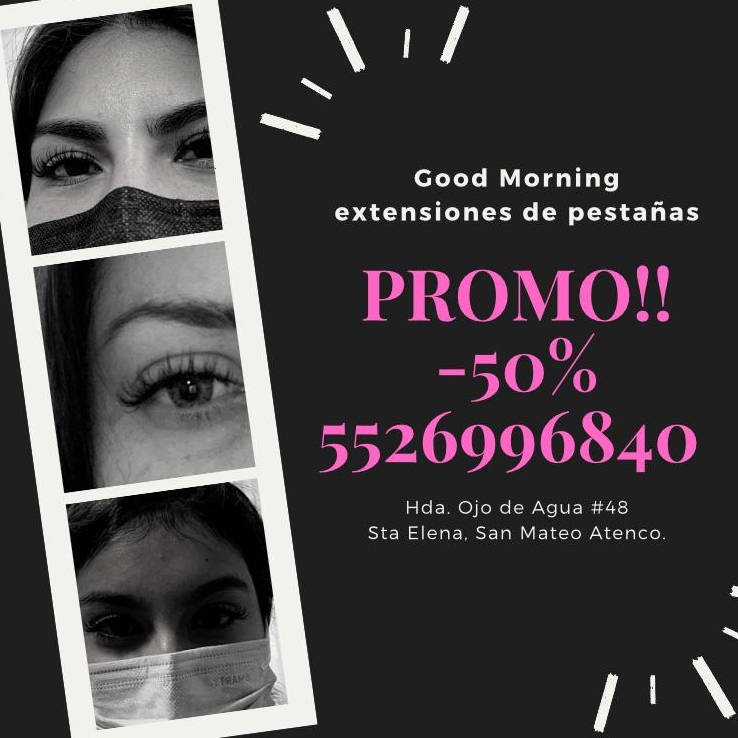 Good Morning
extensiones de pestañas
PROMO!!
-50%
5526996840
Hda. Ojo de Agua #48
Sta Elena, San Mateo Atenco.